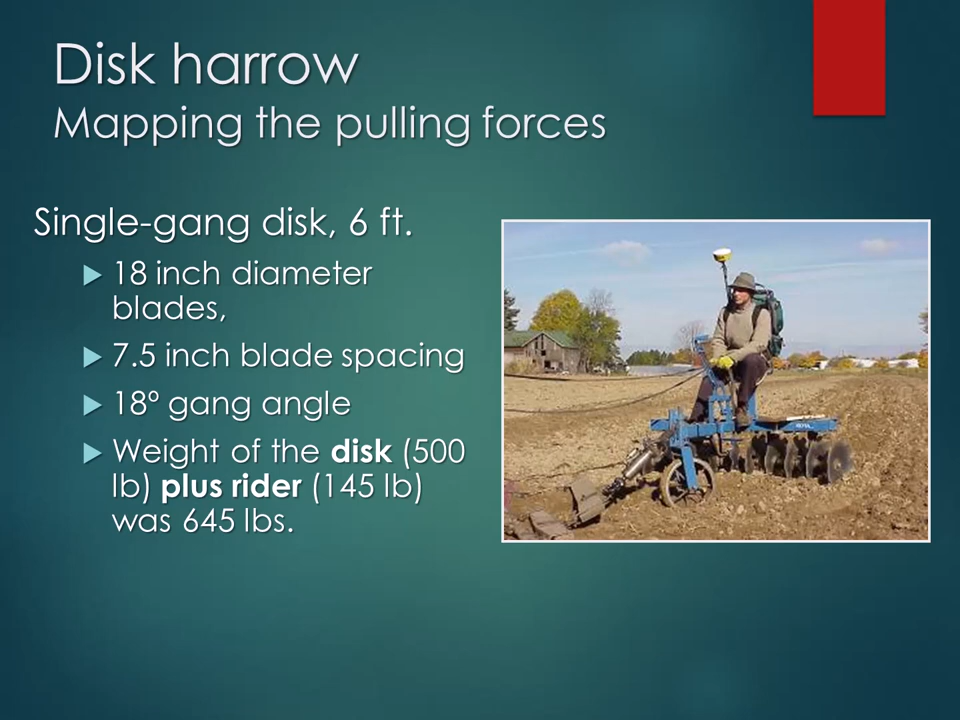 Disk harrow
Mapping the pulling forces
Single-gang disk, 6 ft.
18 inch diameter
blades,
7.5 inch blade spacing
18º gang angle
Weight of the disk (500
lb) plus rider (145 lb)
was 645 lbs.